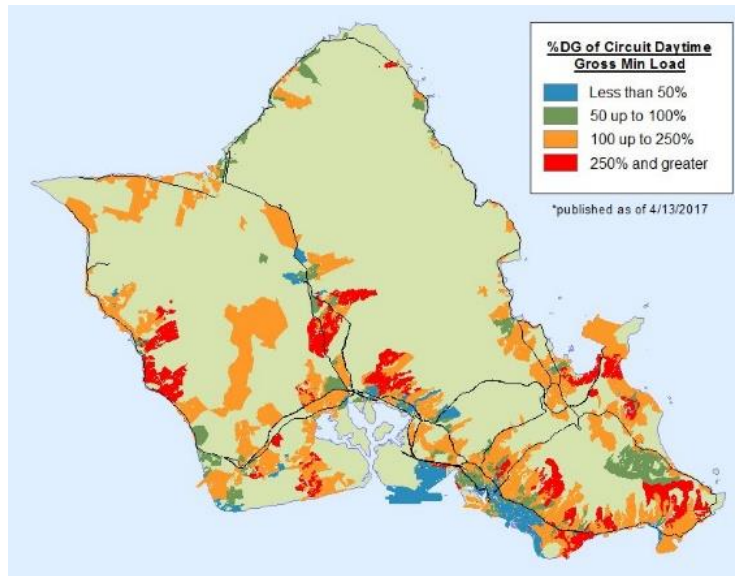 %DG of Circuit Daytime
Gross Min Load
Less than 50%
50 up to 100%
100 up to 250%
250% and greater
*published as of 4/13/2017